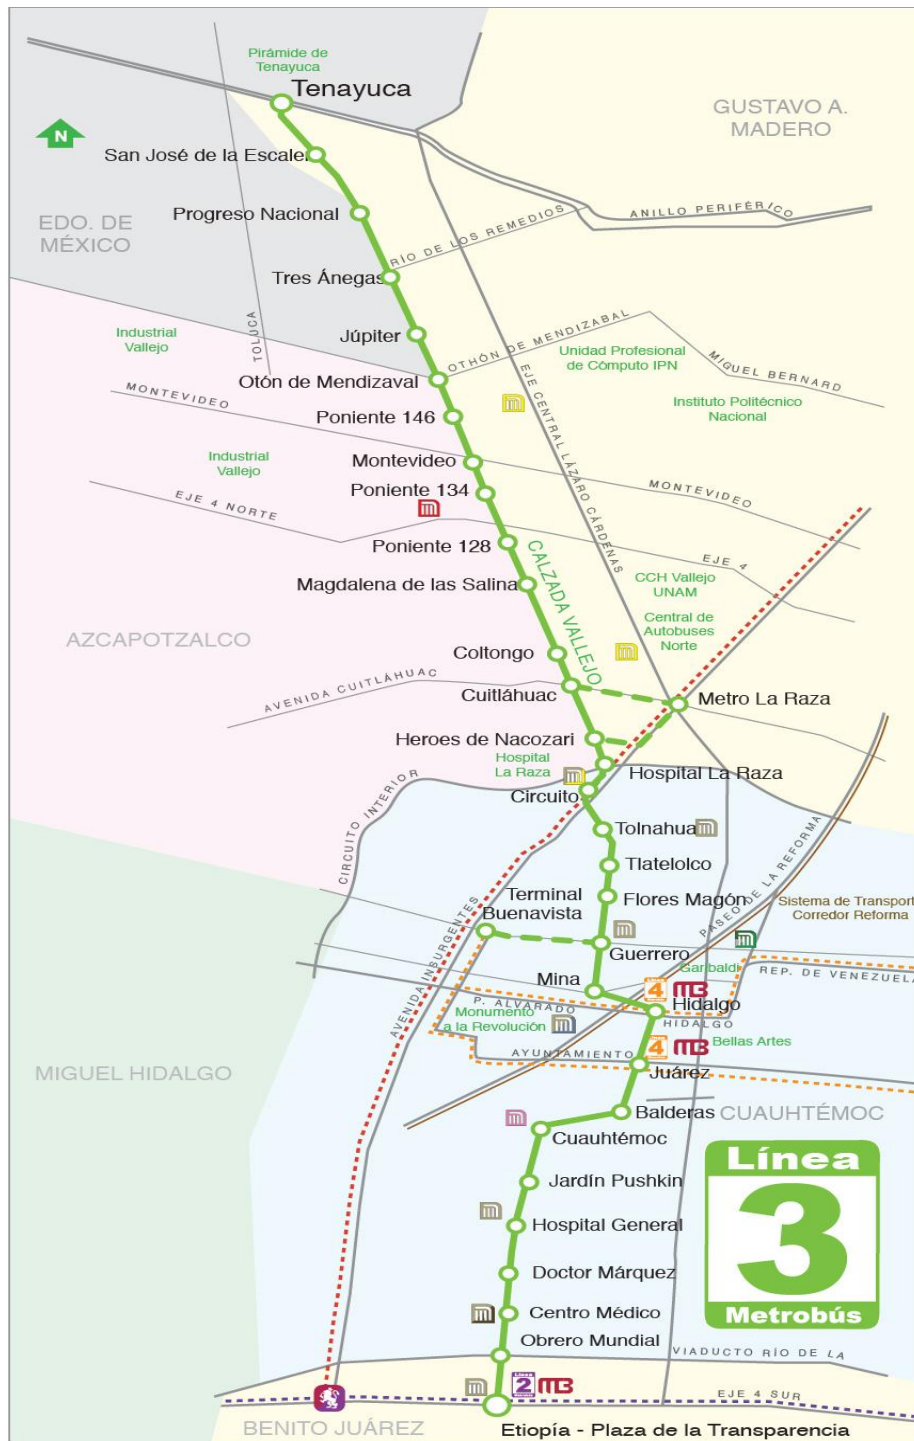 Pirámide de
Tenayuca
Tenayuca
GUSTAVO A.
MADERO
N
San José de la Escaler
Progreso Nacional
ANILLO PERIFÉRICO
EDO. DE
MÉXICO
RÍO DE LOS REMEDIOS
Tres Ánegas
TOLUCA
Industrial
Vallejo
Júpiter
OTHÓN DE MENDIZABAL
Unidad Profesional
de Cómputo IPN
MIGUEL BERNARD
Otón de Mendizaval
MONTEVIDEO
EJE CENTRAL LÁZARO CÁRDENAS
Instituto Politécnico
Nacional
Poniente 146
Industrial
Vallejo
Montevideo
MONTEVIDEO
Poniente 134
EJE 4 NORTE
Poniente 128
CALZADA VALLEJO
EJE 4
CCH Vallejo
UNAM
Magdalena de las Salina
Central de
Autobuses
Norte
AZCAPOTZALCO
Coltongo
AVENIDA CUITLÁHUAC
Cuitláhuac
Metro La Raza
Heroes de Nacozari
Hospital
La Raza
Hospital La Raza
CIRCUITO INTERIOR
Circuito
Tolnahua
Tlatelolco
PASEO DE LA REFORMA
Terminal
Buenavista
Flores Magón
Sistema de Transport
Corredor Reforma
AVENIDA INSURGENTES
Guerrero
Garibaldi
REP. DE VENEZUELA
Mina
4 MB
Hidalgo
P. ALVARADO
HIDALGO
Monumento
a la Revolución
4 MB
Bellas Artes
AYUNTAMIENTO
Juárez
MIGUEL HIDALGO
Balderas
CUAUHTÉMOC
Cuauhtémoc
Línea
3
Metrobús
Jardín Pushkin
Hospital General
Doctor Márquez
Centro Médico
Obrero Mundial
VIADUCTO RÍO DE LA
Línea
2 MB
EJE 4 SUR
BENITO JUÁREZ
Etiopía - Plaza de la Transparencia